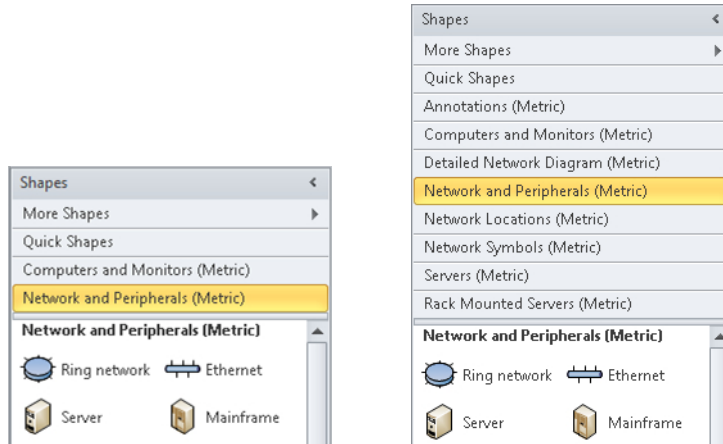 Shapes
More Shapes
Quick Shapes
Computers and Monitors (Metric)
Network and Peripherals (Metric)
Network and Peripherals (Metric)
Ring network Ethernet
Server Mainframe
Shapes
More Shapes
Quick Shapes
Annotations (Metric)
Computers and Monitors (Metric)
Detailed Network Diagram (Metric)
Network and Peripherals (Metric)
Network Locations (Metric)
Network Symbols (Metric)
Servers (Metric)
Rack Mounted Servers (Metric)
Network and Peripherals (Metric)
Ring network Ethernet
Server Mainframe